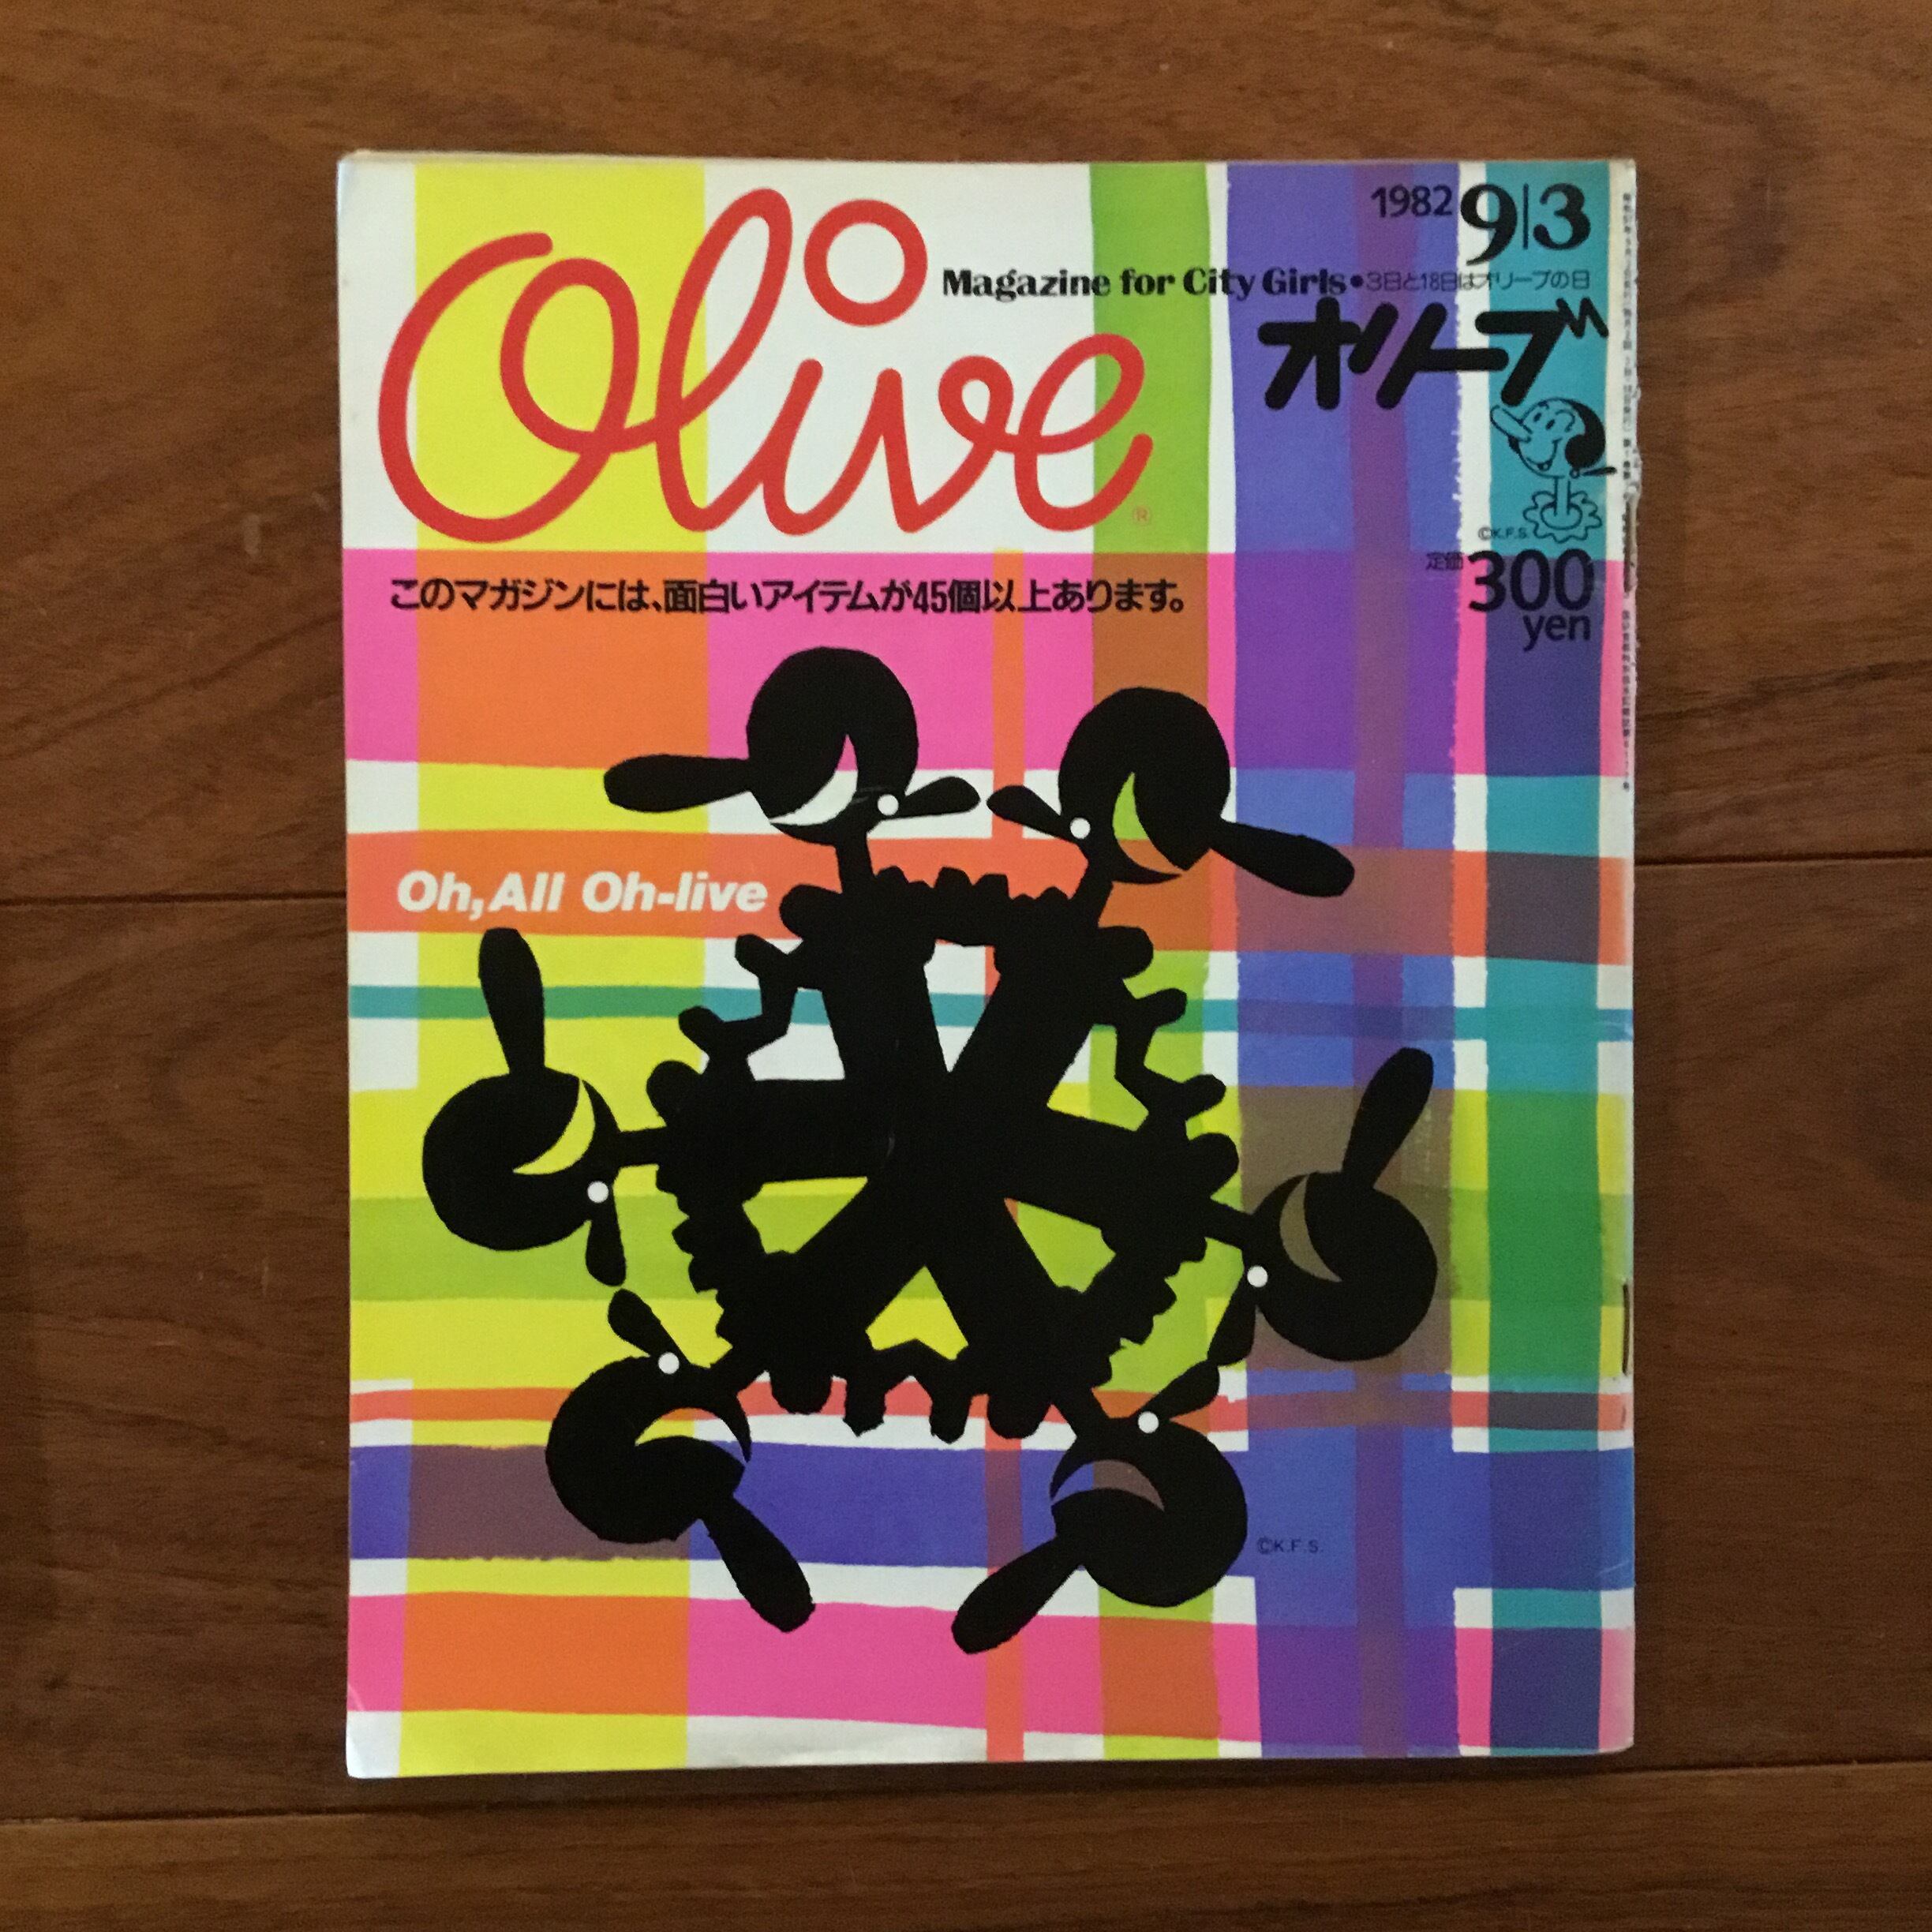 Olive®
1982 9|3
Magazine for City Girls•3日と18日はオリーブの日
オリーブ
©K.F.S.
定価300
yen
このマガジンには、面白いアイテムが45個以上あります。
Oh, All Oh-live
©K.F.S.